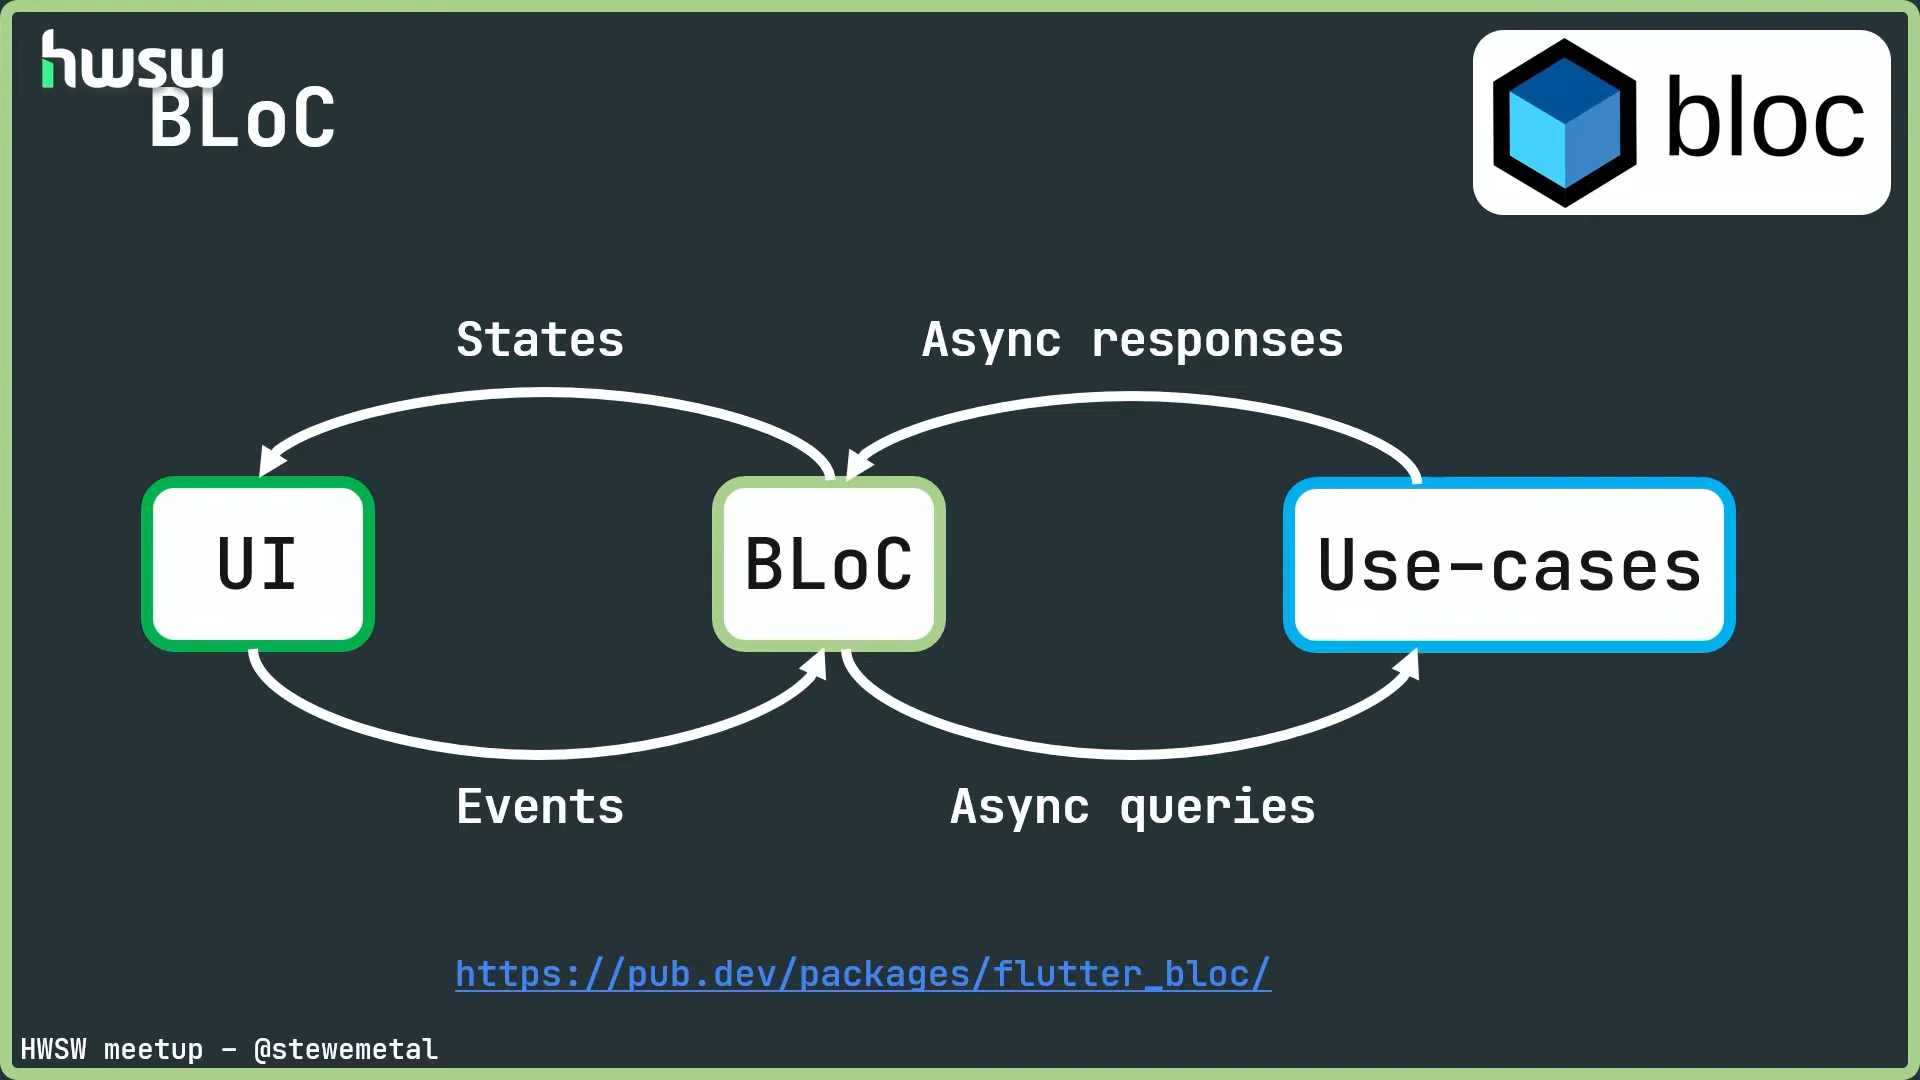 hwsw
BLoC
bloc
States
Async responses
UI
BLoC
Use-cases
Events
Async queries
https://pub.dev/packages/flutter_bloc/
HWSW meetup - @stewemetal